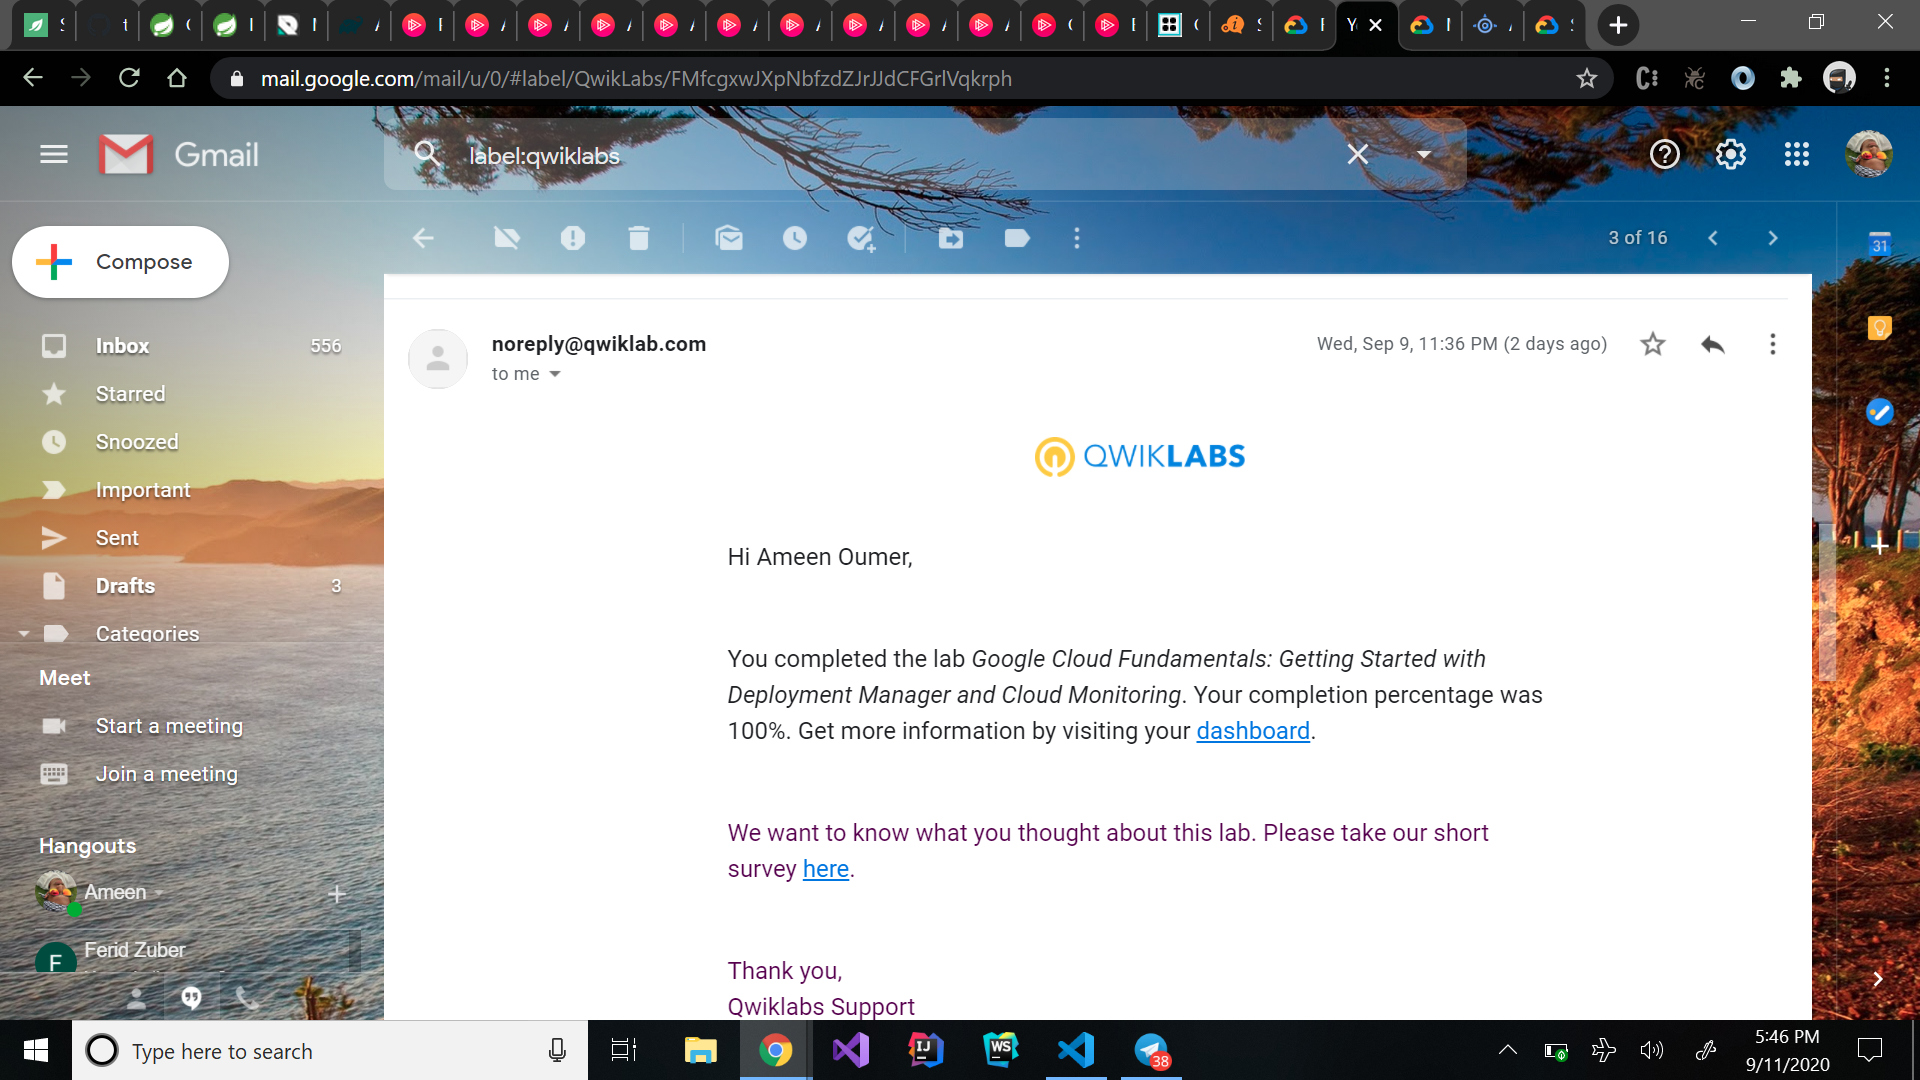 mail.google.com/mail/u/0/#label/QwikLabs/FMfcgxwJXpNbfzdZJrJJdCFGrlVqkrph
Gmail
label:qwiklabs
Compose
3 of 16
31
Inbox 556
Starred
Snoozed
Important
Sent
Drafts 3
Categories
Meet
Start a meeting
Join a meeting
Hangouts
Ameen
F Ferid Zuber
noreply@qwiklab.com
Wed, Sep 9, 11:36 PM (2 days ago)
to me
QWIKLABS
Hi Ameen Oumer,
You completed the lab Google Cloud Fundamentals: Getting Started with
Deployment Manager and Cloud Monitoring. Your completion percentage was
100%. Get more information by visiting your dashboard.
We want to know what you thought about this lab. Please take our short
survey here.
Thank you,
Qwiklabs Support
Type here to search
IJ
WS
38
5:46 PM
9/11/2020